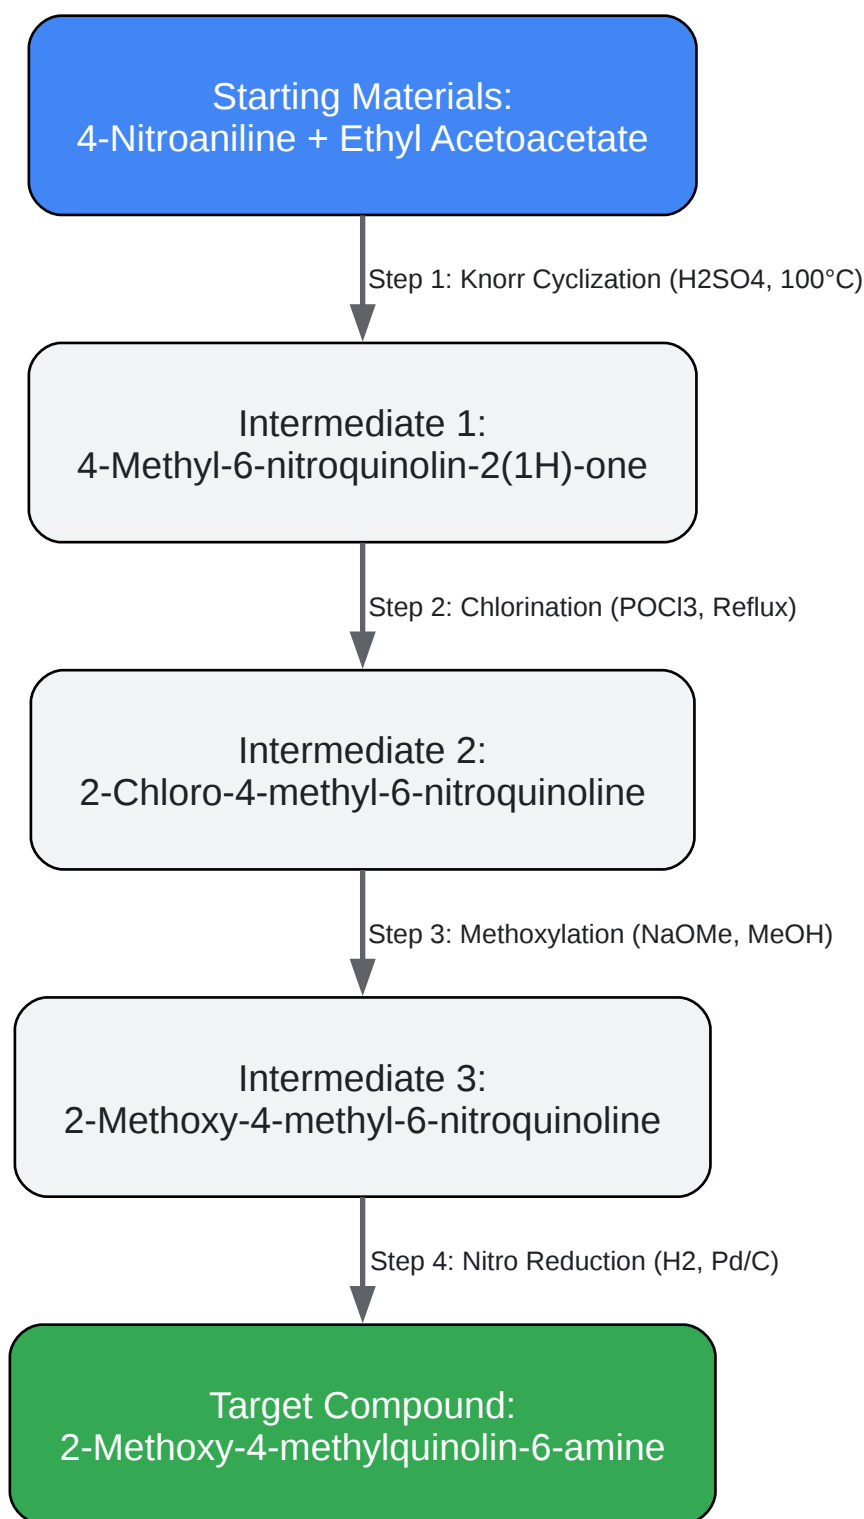 Starting Materials:
4-Nitroaniline + Ethyl Acetoacetate
Step 1: Knorr Cyclization (H2SO4, 100°C)
Intermediate 1:
4-Methyl-6-nitroquinolin-2(1H)-one
Step 2: Chlorination (POCl3, Reflux)
Intermediate 2:
2-Chloro-4-methyl-6-nitroquinoline
Step 3: Methoxylation (NaOMe, MeOH)
Intermediate 3:
2-Methoxy-4-methyl-6-nitroquinoline
Step 4: Nitro Reduction (H2, Pd/C)
Target Compound:
2-Methoxy-4-methylquinolin-6-amine